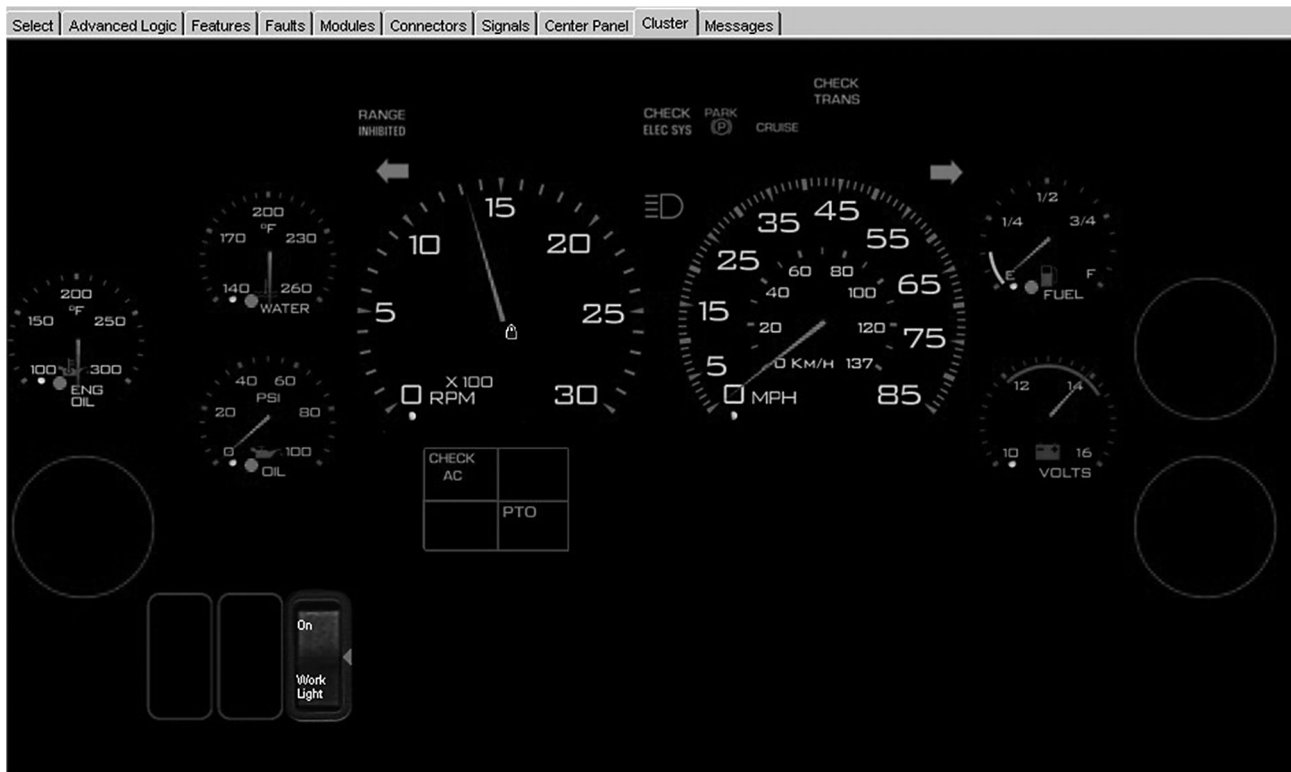 Select Advanced Logic Features Faults Modules Connectors Signals Center Panel Cluster Messages
CHECK
TRANS
RANGE
INHIBITED
CHECK
ELEC SYS
PARK
P
CRUISE
200
°F
170 230
140 260
WATER
200
°F
150 250
100 300
ENG
OIL
40 60
PSI
20 80
0 100
OIL
15
10 20
5 25
0 30
X 100
RPM
45
35 55
25 65
15 75
5 85
0 MPH
60 80
40 100
20 120
0 KM/H 137
1/2
1/4 3/4
E F
FUEL
12 14
10 16
VOLTS
CHECK
AC
PTO
On
Work
Light